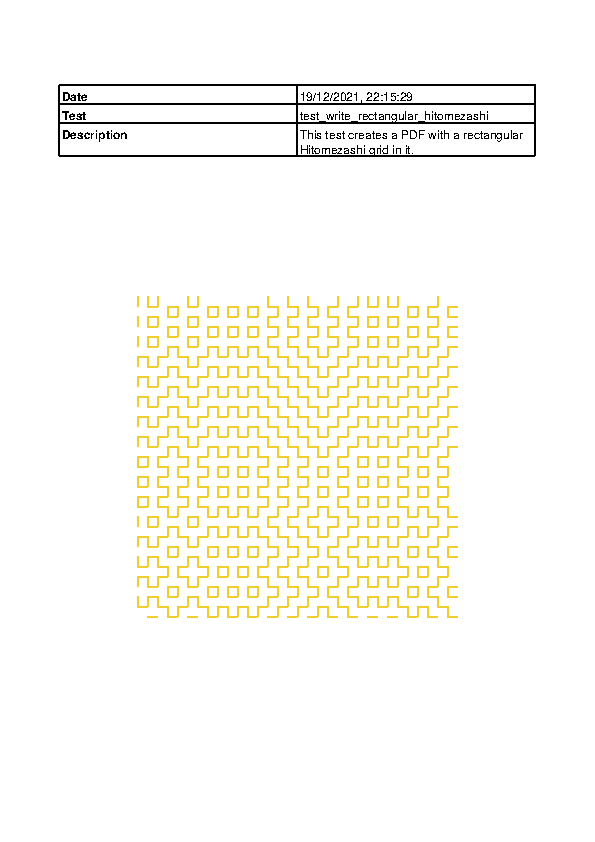 Date 19/12/2021, 22:15:29
Test test_write_rectangular_hitomezashi
Description This test creates a PDF with a rectangular
Hitomezashi grid in it.